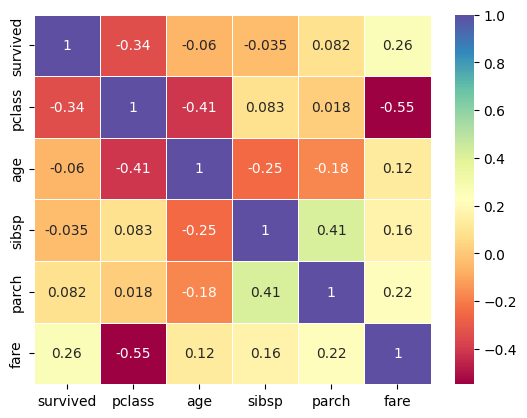 survived 1 -0.34 -0.06 -0.035 0.082 0.26
pclass -0.34 1 -0.41 0.083 0.018 -0.55
age -0.06 -0.41 1 -0.25 -0.18 0.12
sibsp -0.035 0.083 -0.25 1 0.41 0.16
parch 0.082 0.018 -0.18 0.41 1 0.22
fare 0.26 -0.55 0.12 0.16 0.22 1
survived pclass age sibsp parch fare
1.0
0.8
0.6
0.4
0.2
0.0
−0.2
−0.4